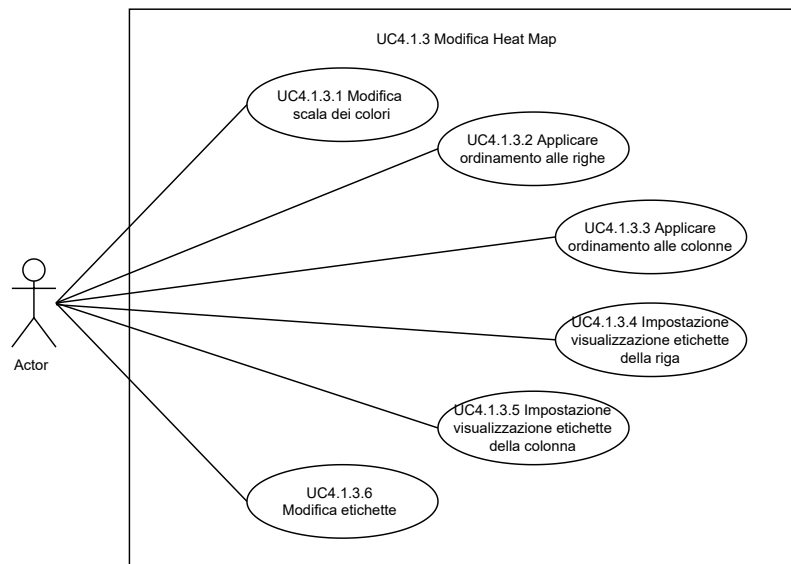 UC4.1.3 Modifica Heat Map
UC4.1.3.1 Modifica
scala dei colori
UC4.1.3.2 Applicare
ordinamento alle righe
UC4.1.3.3 Applicare
ordinamento alle colonne
UC4.1.3.4 Impostazione
visualizzazione etichette
della riga
Actor
UC4.1.3.5 Impostazione
visualizzazione etichette
della colonna
UC4.1.3.6
Modifica etichette